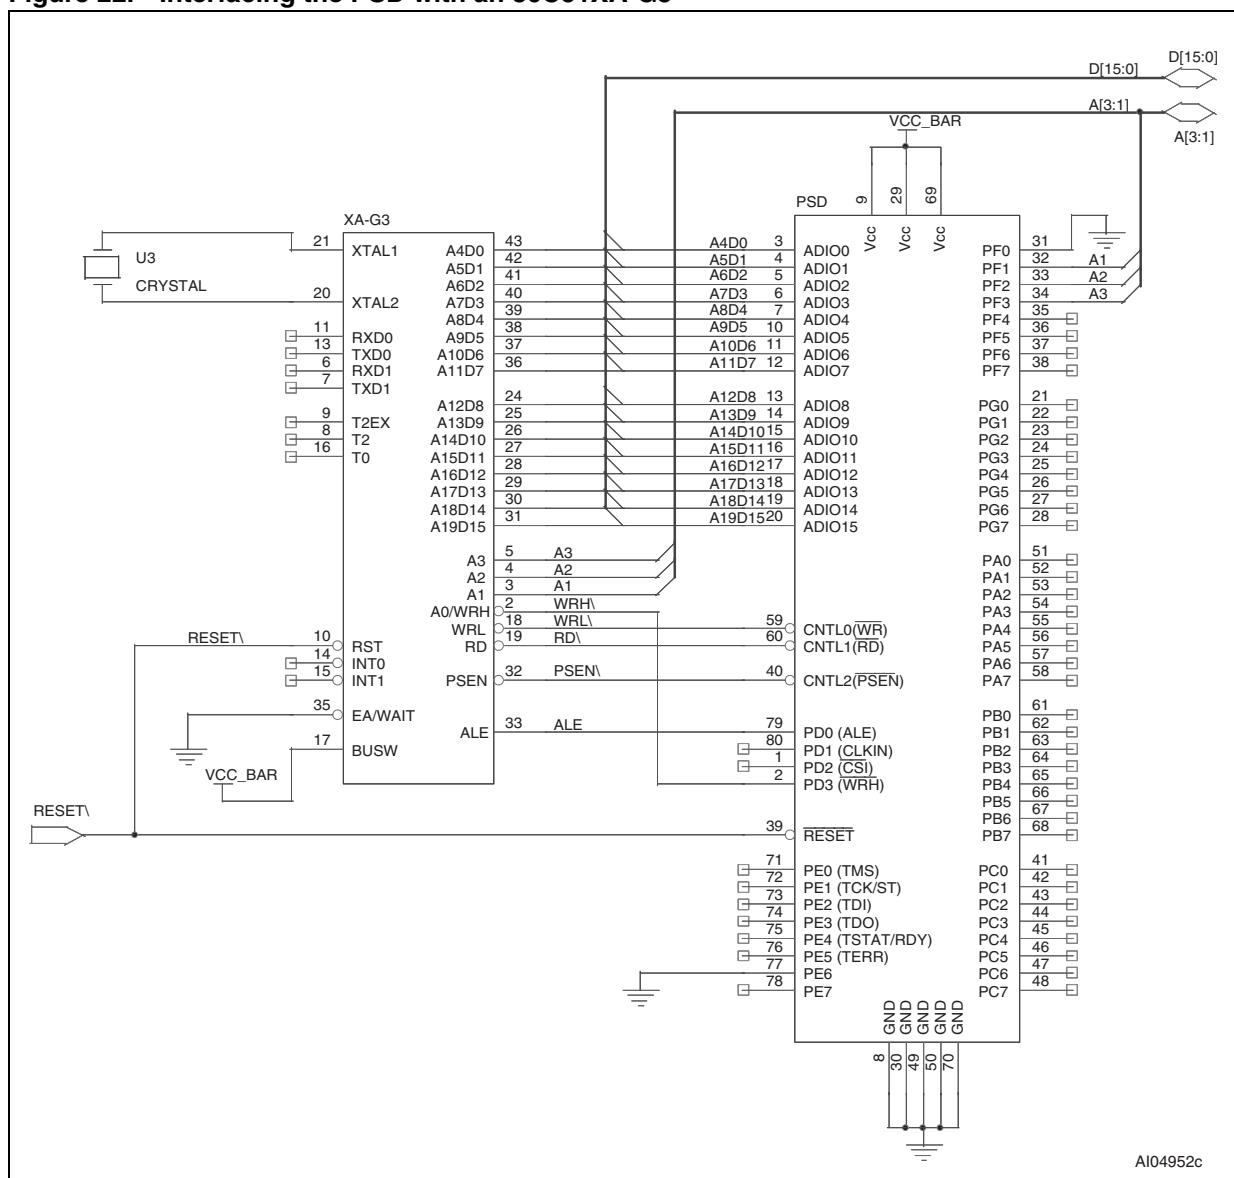 D[15:0]
D[15:0]
A[3:1]
A[3:1]
VCC_BAR
PSD
9 29 69
Vcc Vcc Vcc
XA-G3
U3
CRYSTAL
21 XTAL1
20 XTAL2
11 RXD0
13 TXD0
6 RXD1
7 TXD1
9 T2EX
8 T2
16 T0
RESET\ 10 RST
14 INT0
15 INT1
35 EA/WAIT
17 BUSW
VCC_BAR
RESET\
A4D0 43
A5D1 42
A6D2 41
A7D3 40
A8D4 39
A9D5 38
A10D6 37
A11D7 36
A12D8 24
A13D9 25
A14D10 26
A15D11 27
A16D12 28
A17D13 29
A18D14 30
A19D15 31
A3 5 A3
A2 4 A2
A1 3 A1
A0/WRH 2 WRH\
WRL 18 WRL\
RD 19 RD\
PSEN 32 PSEN\
ALE 33 ALE
A4D0 3 ADIO0
A5D1 4 ADIO1
A6D2 5 ADIO2
A7D3 6 ADIO3
A8D4 7 ADIO4
A9D5 10 ADIO5
A10D6 11 ADIO6
A11D7 12 ADIO7
A12D8 13 ADIO8
A13D9 14 ADIO9
A14D10 15 ADIO10
A15D11 16 ADIO11
A16D12 17 ADIO12
A17D13 18 ADIO13
A18D14 19 ADIO14
A19D15 20 ADIO15
59 CNTL0(WR)
60 CNTL1(RD)
40 CNTL2(PSEN)
79 PD0 (ALE)
80 PD1 (CLKIN)
1 PD2 (CSI)
2 PD3 (WRH)
39 RESET
71 PE0 (TMS)
72 PE1 (TCK/ST)
73 PE2 (TDI)
74 PE3 (TDO)
75 PE4 (TSTAT/RDY)
76 PE5 (TERR)
77 PE6
78 PE7
PF0 31
PF1 32 A1
PF2 33 A2
PF3 34 A3
PF4 35
PF5 36
PF6 37
PF7 38
PG0 21
PG1 22
PG2 23
PG3 24
PG4 25
PG5 26
PG6 27
PG7 28
PA0 51
PA1 52
PA2 53
PA3 54
PA4 55
PA5 56
PA6 57
PA7 58
PB0 61
PB1 62
PB2 63
PB3 64
PB4 65
PB5 66
PB6 67
PB7 68
PC0 41
PC1 42
PC2 43
PC3 44
PC4 45
PC5 46
PC6 47
PC7 48
GND GND GND GND GND
8 30 49 50 70
AI04952c